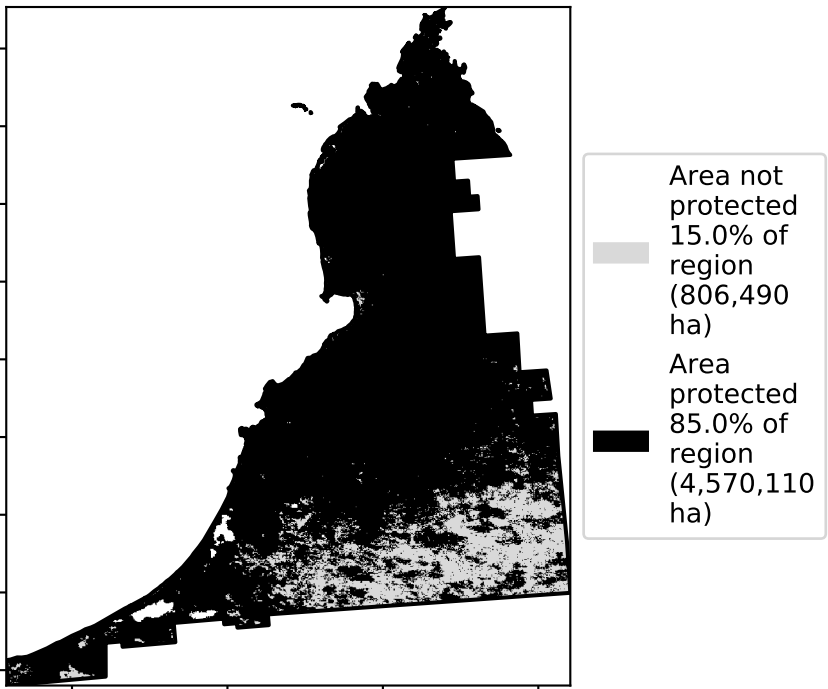 Area not
protected
15.0% of
region
(806,490
ha)
Area
protected
85.0% of
region
(4,570,110
ha)